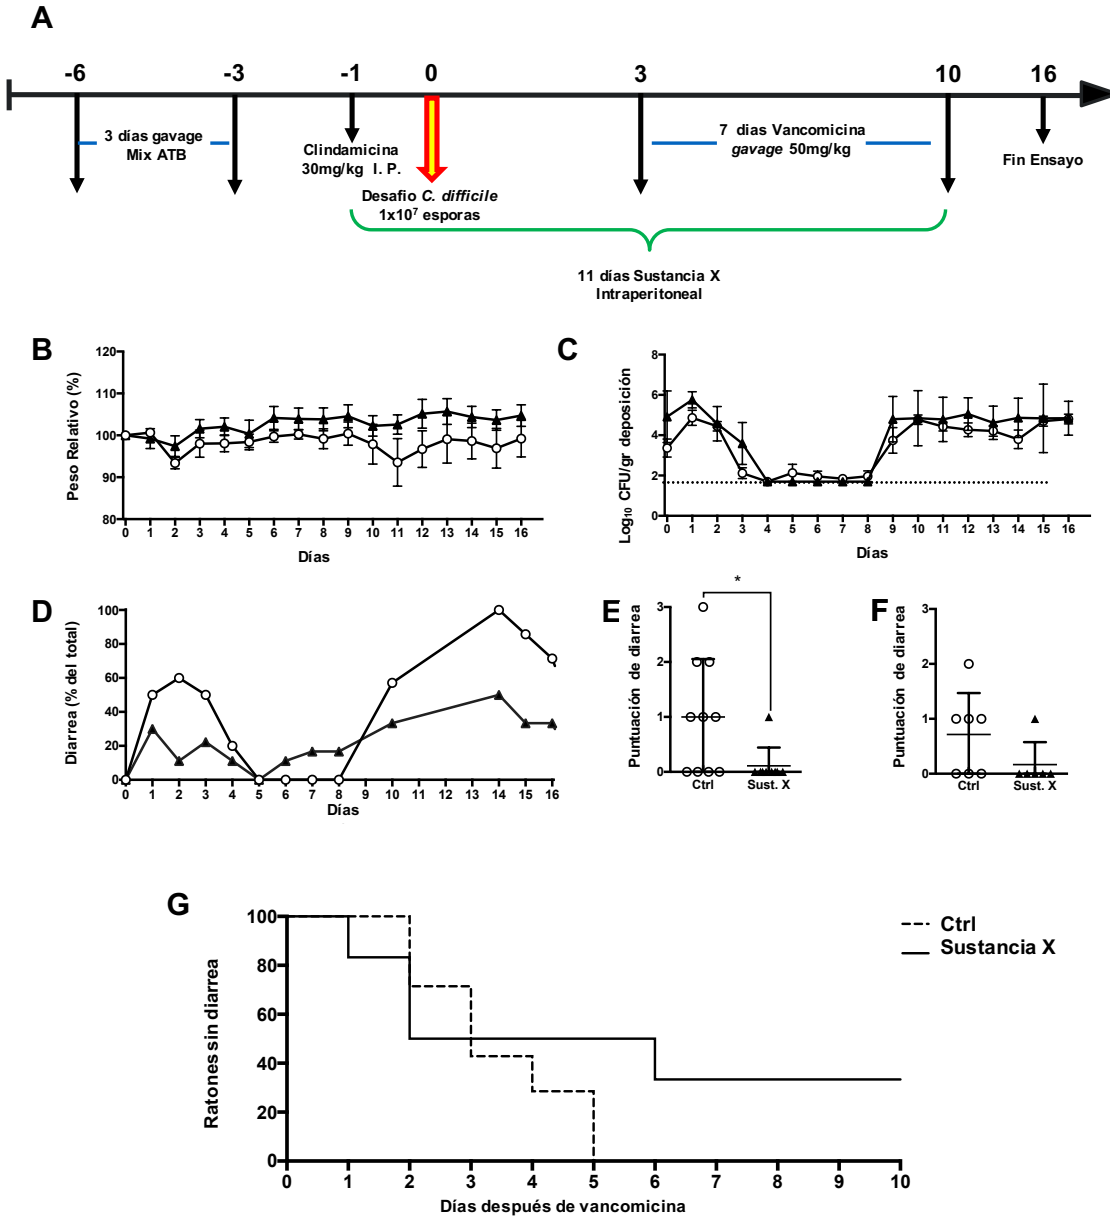 A
-6 -3 -1 0 3 10 16
3 días gavage
Mix ATB
Clindamicina
30mg/kg I. P.
Desafio C. difficile
1x10⁷ esporas
7 dias Vancomicina
gavage 50mg/kg
Fin Ensayo
11 días Sustancia X
Intraperitoneal
B
Peso Relativo (%)
120
110
100
90
80
0 1 2 3 4 5 6 7 8 9 10 11 12 13 14 15 16
Días
C
Log₁₀ CFU/gr deposición
8
6
4
2
0
0 1 2 3 4 5 6 7 8 9 10 11 12 13 14 15 16
Días
D
Diarrea (% del total)
100
80
60
40
20
0
0 1 2 3 4 5 6 7 8 9 10 11 12 13 14 15 16
Días
E
Puntuación de diarrea
3
2
1
0
*
Ctrl Sust. X
F
Puntuación de diarrea
3
2
1
0
Ctrl Sust. X
G
Ratones sin diarrea
100
80
60
40
20
0
0 1 2 3 4 5 6 7 8 9 10
Días después de vancomicina
Ctrl
Sustancia X